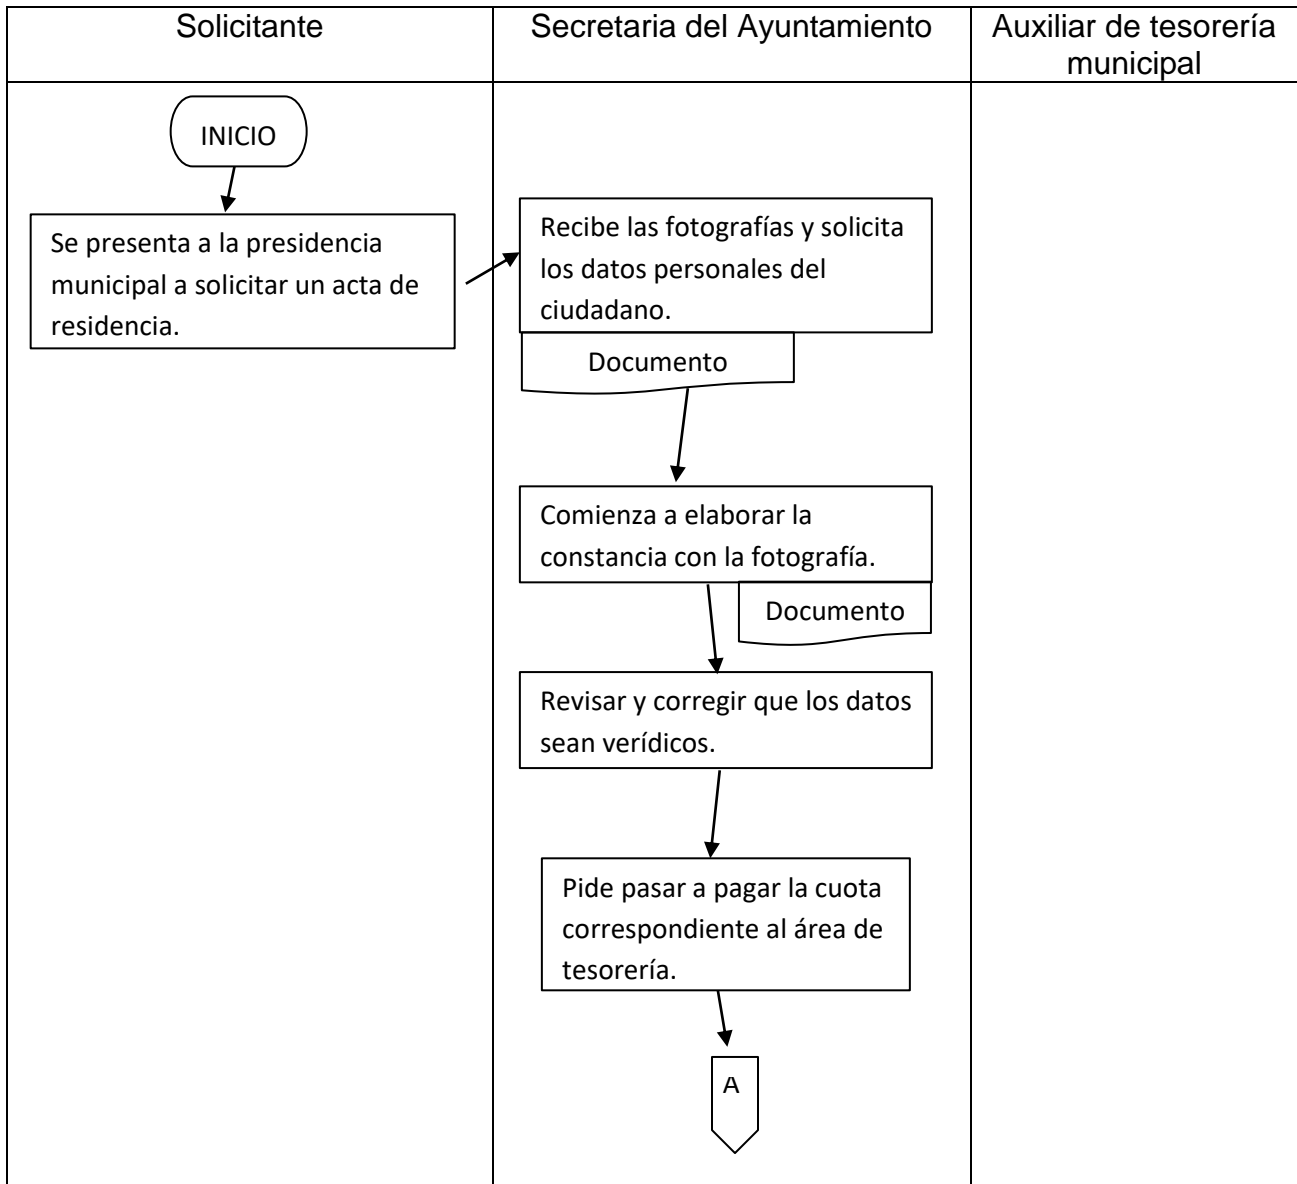 Solicitante
Secretaria del Ayuntamiento
Auxiliar de tesorería
municipal
INICIO
Se presenta a la presidencia
municipal a solicitar un acta de
residencia.
Recibe las fotografías y solicita
los datos personales del
ciudadano.
Documento
Comienza a elaborar la
constancia con la fotografía.
Documento
Revisar y corregir que los datos
sean verídicos.
Pide pasar a pagar la cuota
correspondiente al área de
tesorería.
A